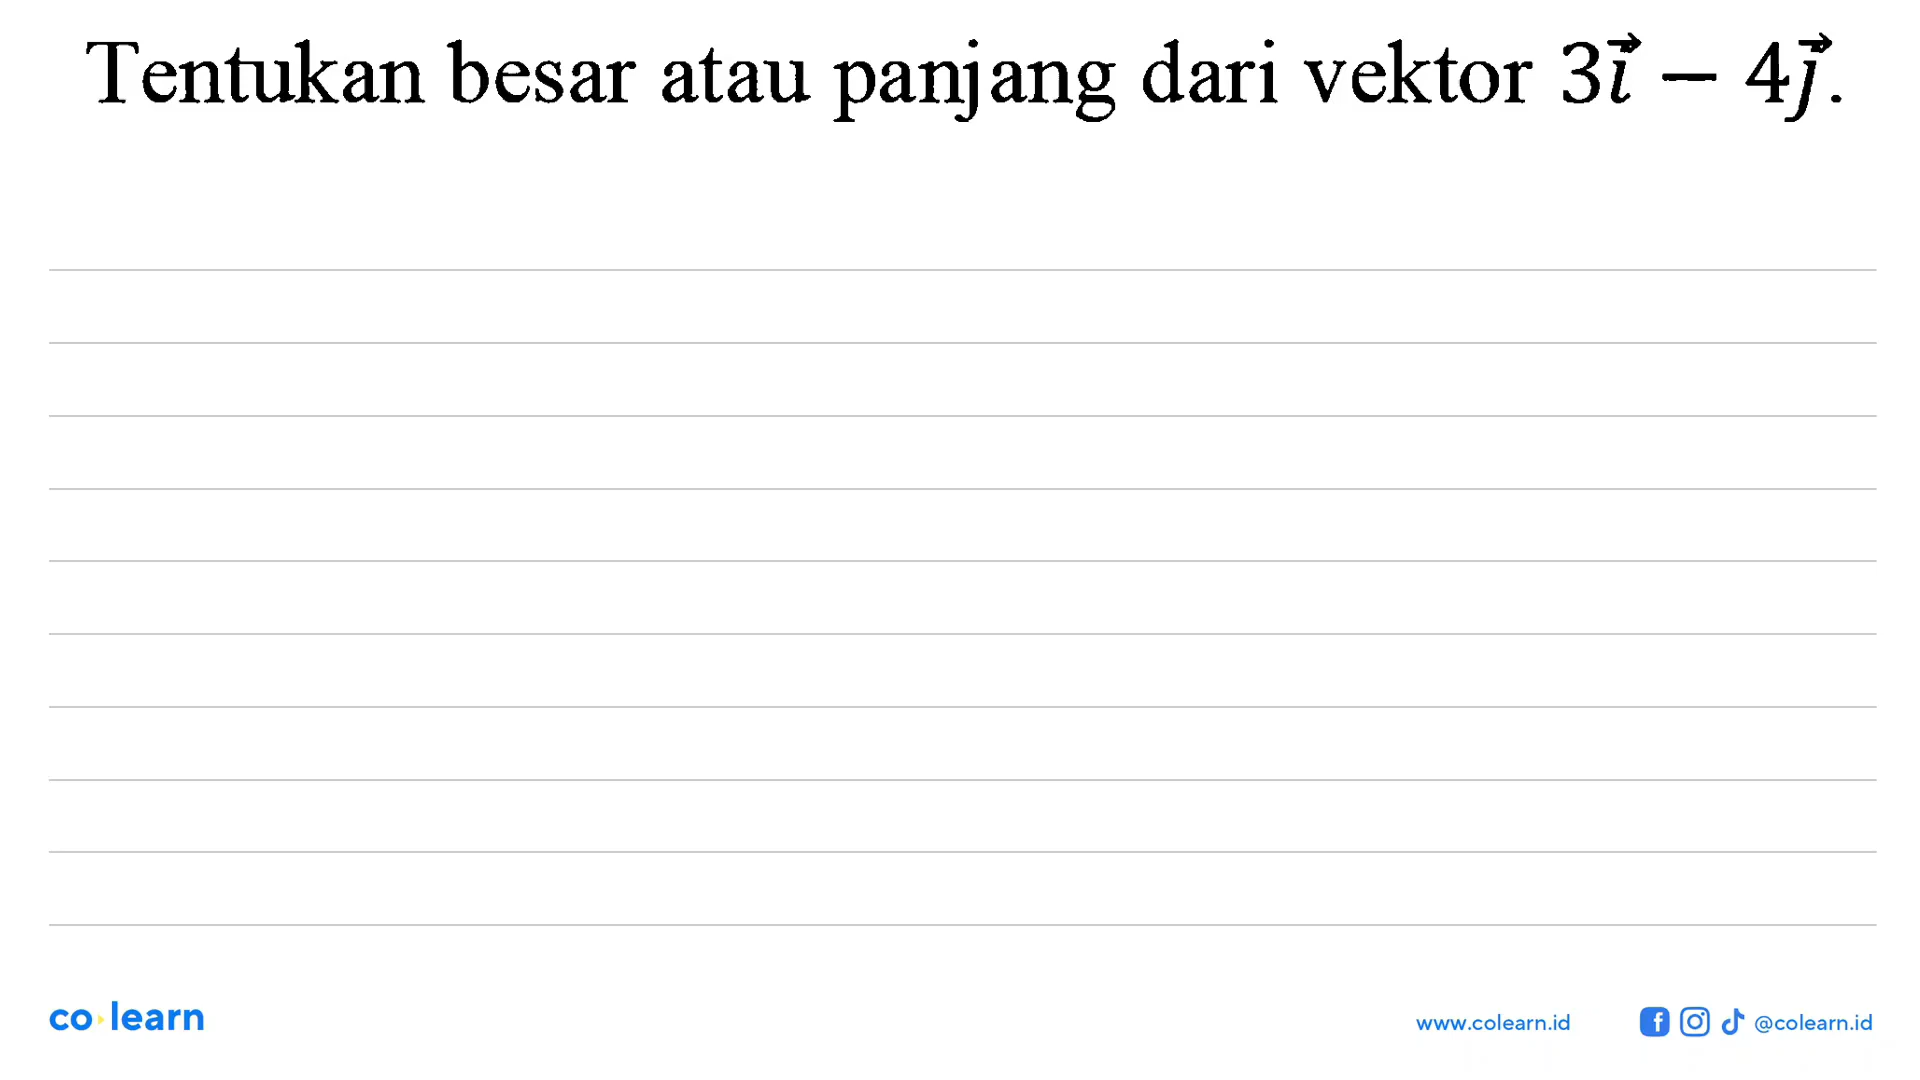 Tentukan besar atau panjang dari vektor 3i⃗ − 4j⃗.
co learn
www.colearn.id @colearn.id